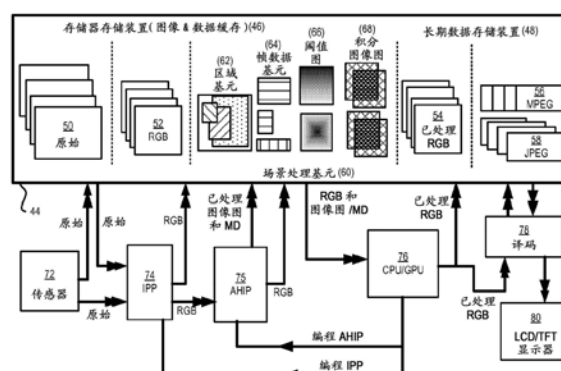 存储器存储装置(图像 & 数据缓存) (46)
长期数据存储装置 (48)
(62)
区域
基元
(64)
帧数据
基元
(66)
阈值
图
(68)
积分
图像图
50
原始
52
RGB
54
已处理
RGB
56
MPEG
58
JPEG
场景处理基元 (60)
44
原始
原始
RGB
已处理
图像图
和 MD
RGB
RGB 和
图像图 /MD
已处理
RGB
72
传感器
原始
74
IPP
RGB
75
AHIP
76
CPU/GPU
78
译码
已处理
RGB
80
LCD/TFT
显示器
编程 AHIP
编程 IPP